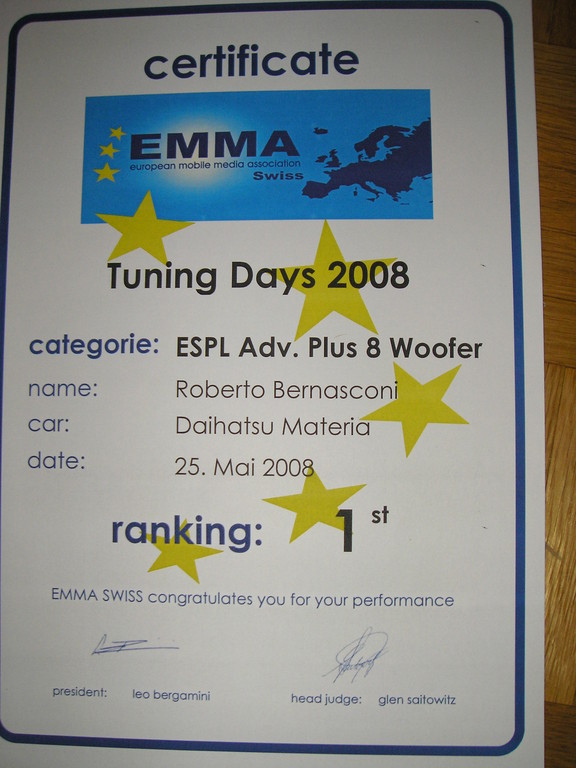 certificate
EMMA
european mobile media association
Swiss
Tuning Days 2008
categorie: ESPL Adv. Plus 8 Woofer
name: Roberto Bernasconi
car: Daihatsu Materia
date: 25. Mai 2008
ranking: 1 st
EMMA SWISS congratulates you for your performance
president: leo bergamini head judge: glen saitowitz